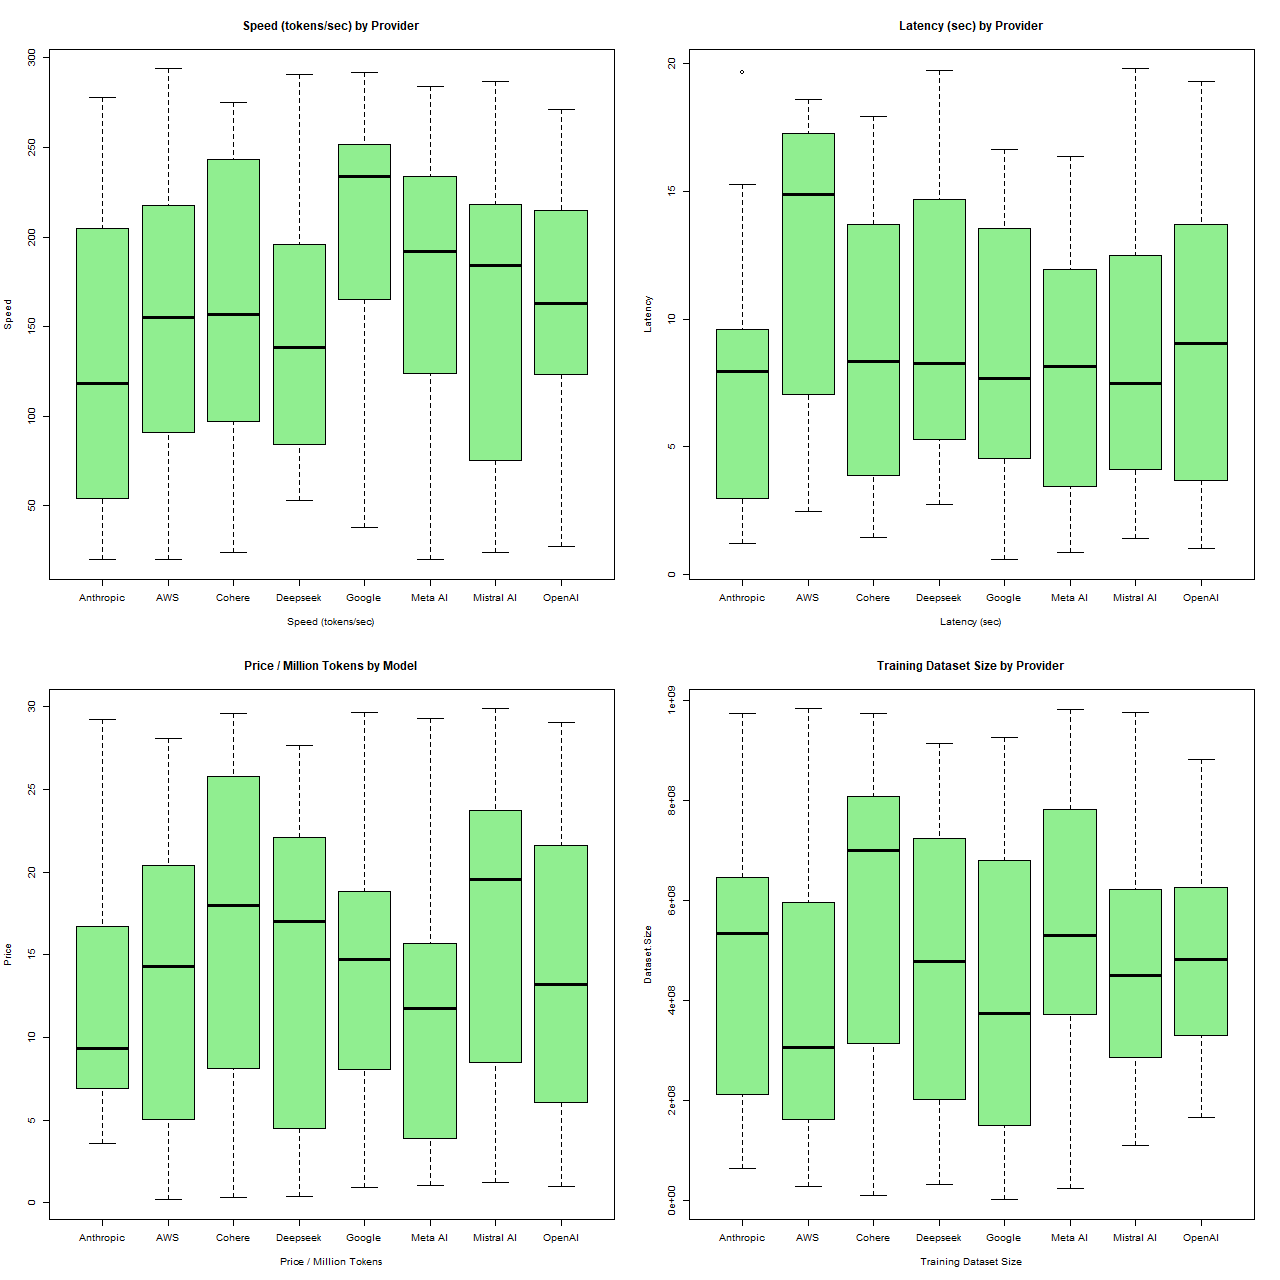 Speed (tokens/sec) by Provider
Speed
300
250
200
150
100
50
Anthropic AWS Cohere Deepseek Google Meta AI Mistral AI OpenAI
Speed (tokens/sec)
Latency (sec) by Provider
Latency
20
15
10
5
0
Anthropic AWS Cohere Deepseek Google Meta AI Mistral AI OpenAI
Latency (sec)
Price / Million Tokens by Model
Price
30
25
20
15
10
5
0
Anthropic AWS Cohere Deepseek Google Meta AI Mistral AI OpenAI
Price / Million Tokens
Training Dataset Size by Provider
Dataset.Size
1e+09
8e+08
6e+08
4e+08
2e+08
0e+00
Anthropic AWS Cohere Deepseek Google Meta AI Mistral AI OpenAI
Training Dataset Size